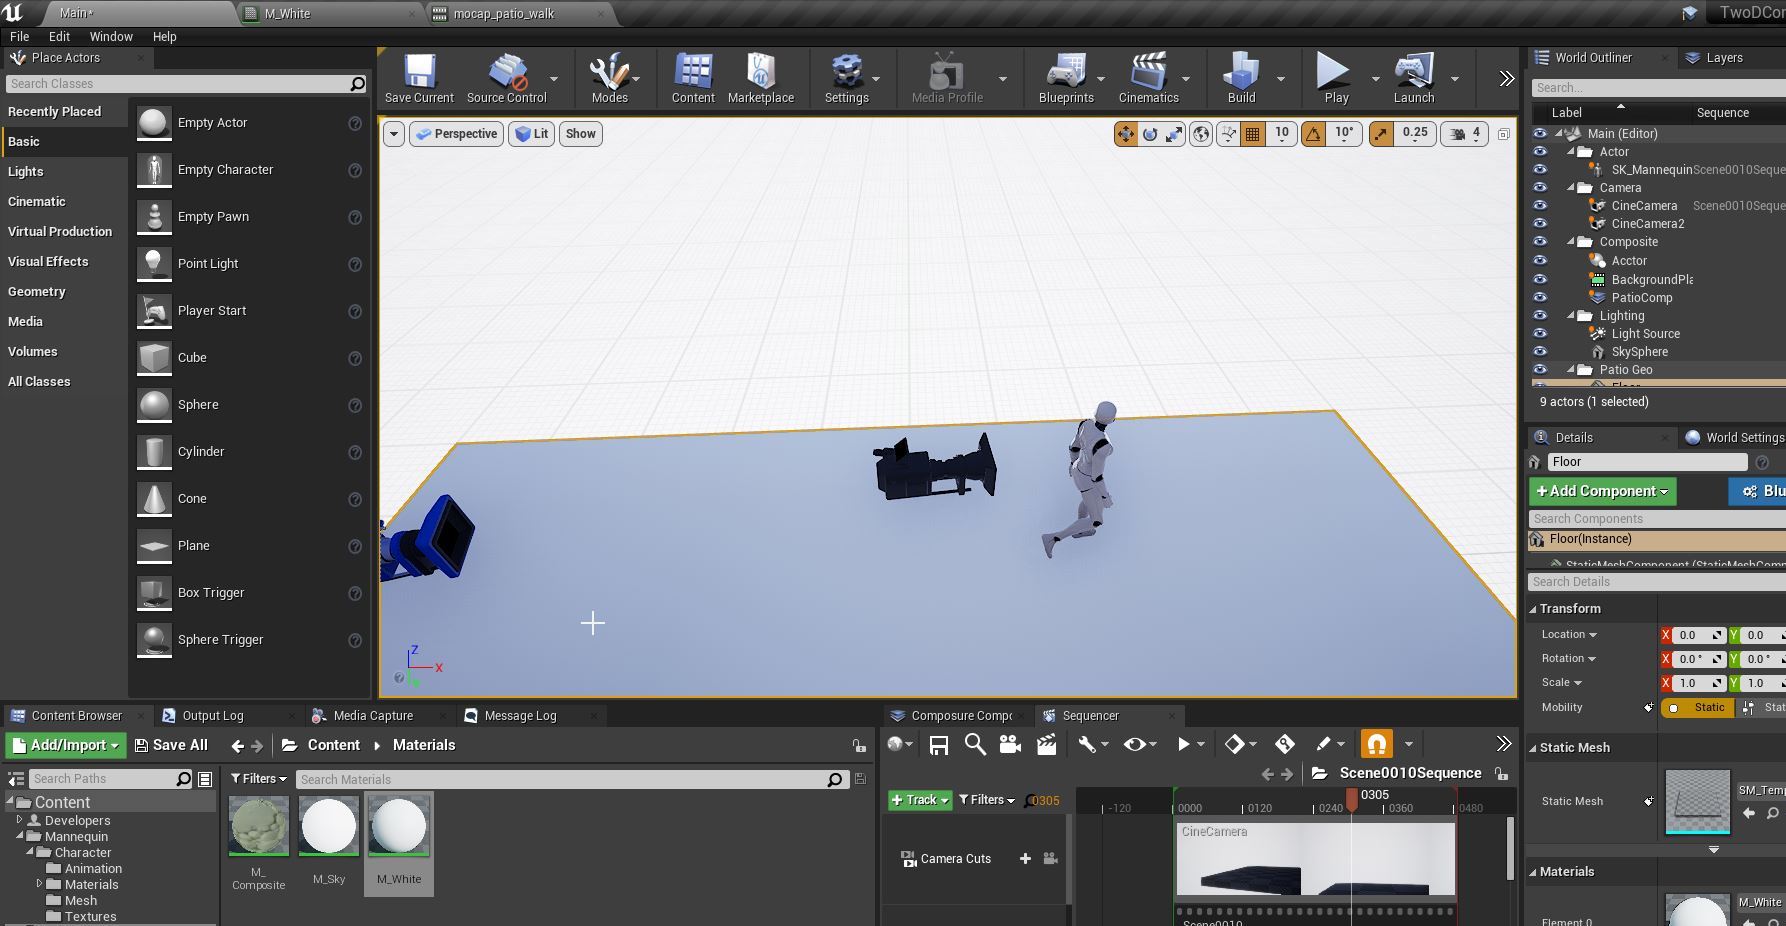 Main*
M_White
mocap_patio_walk
TwoDCor
File Edit Window Help
Place Actors
Search Classes
Recently Placed
Basic
Lights
Cinematic
Virtual Production
Visual Effects
Geometry
Media
Volumes
All Classes
Empty Actor
Empty Character
Empty Pawn
Point Light
Player Start
Cube
Sphere
Cylinder
Cone
Plane
Box Trigger
Sphere Trigger
Save Current Source Control Modes Content Marketplace Settings Media Profile Blueprints Cinematics Build Play Launch
Perspective Lit Show
10 10° 0.25 4
Z
X
World Outliner Layers
Search...
Label Sequence
Main (Editor)
Actor
SK_Mannequin Scene0010Seque
Camera
CineCamera Scene0010Seque
CineCamera2
Composite
Acctor
BackgroundPla
PatioComp
Lighting
Light Source
SkySphere
Patio Geo
Floor
9 actors (1 selected)
Details World Settings
Floor
+Add Component Blu
Search Components
Floor(Instance)
StaticMeshComponent (StaticMeshComp
Search Details
Transform
Location X 0.0 Y 0.0
Rotation X 0.0° Y 0.0°
Scale X 1.0 Y 1.0
Mobility Static Stat
Static Mesh
Static Mesh SM_Temp
Materials
M_White
Element 0
Content Browser Output Log Media Capture Message Log
Add/Import Save All Content Materials
Search Paths
Filters Search Materials
Content
Developers
Mannequin
Character
Animation
Materials
Mesh
Textures
M_
Composite
M_Sky
M_White
Composure Compo Sequencer
Scene0010Sequence
+ Track Filters 0305
-120 0000 0120 0240 0305 0360 0480
Camera Cuts
CineCamera
Scene0010